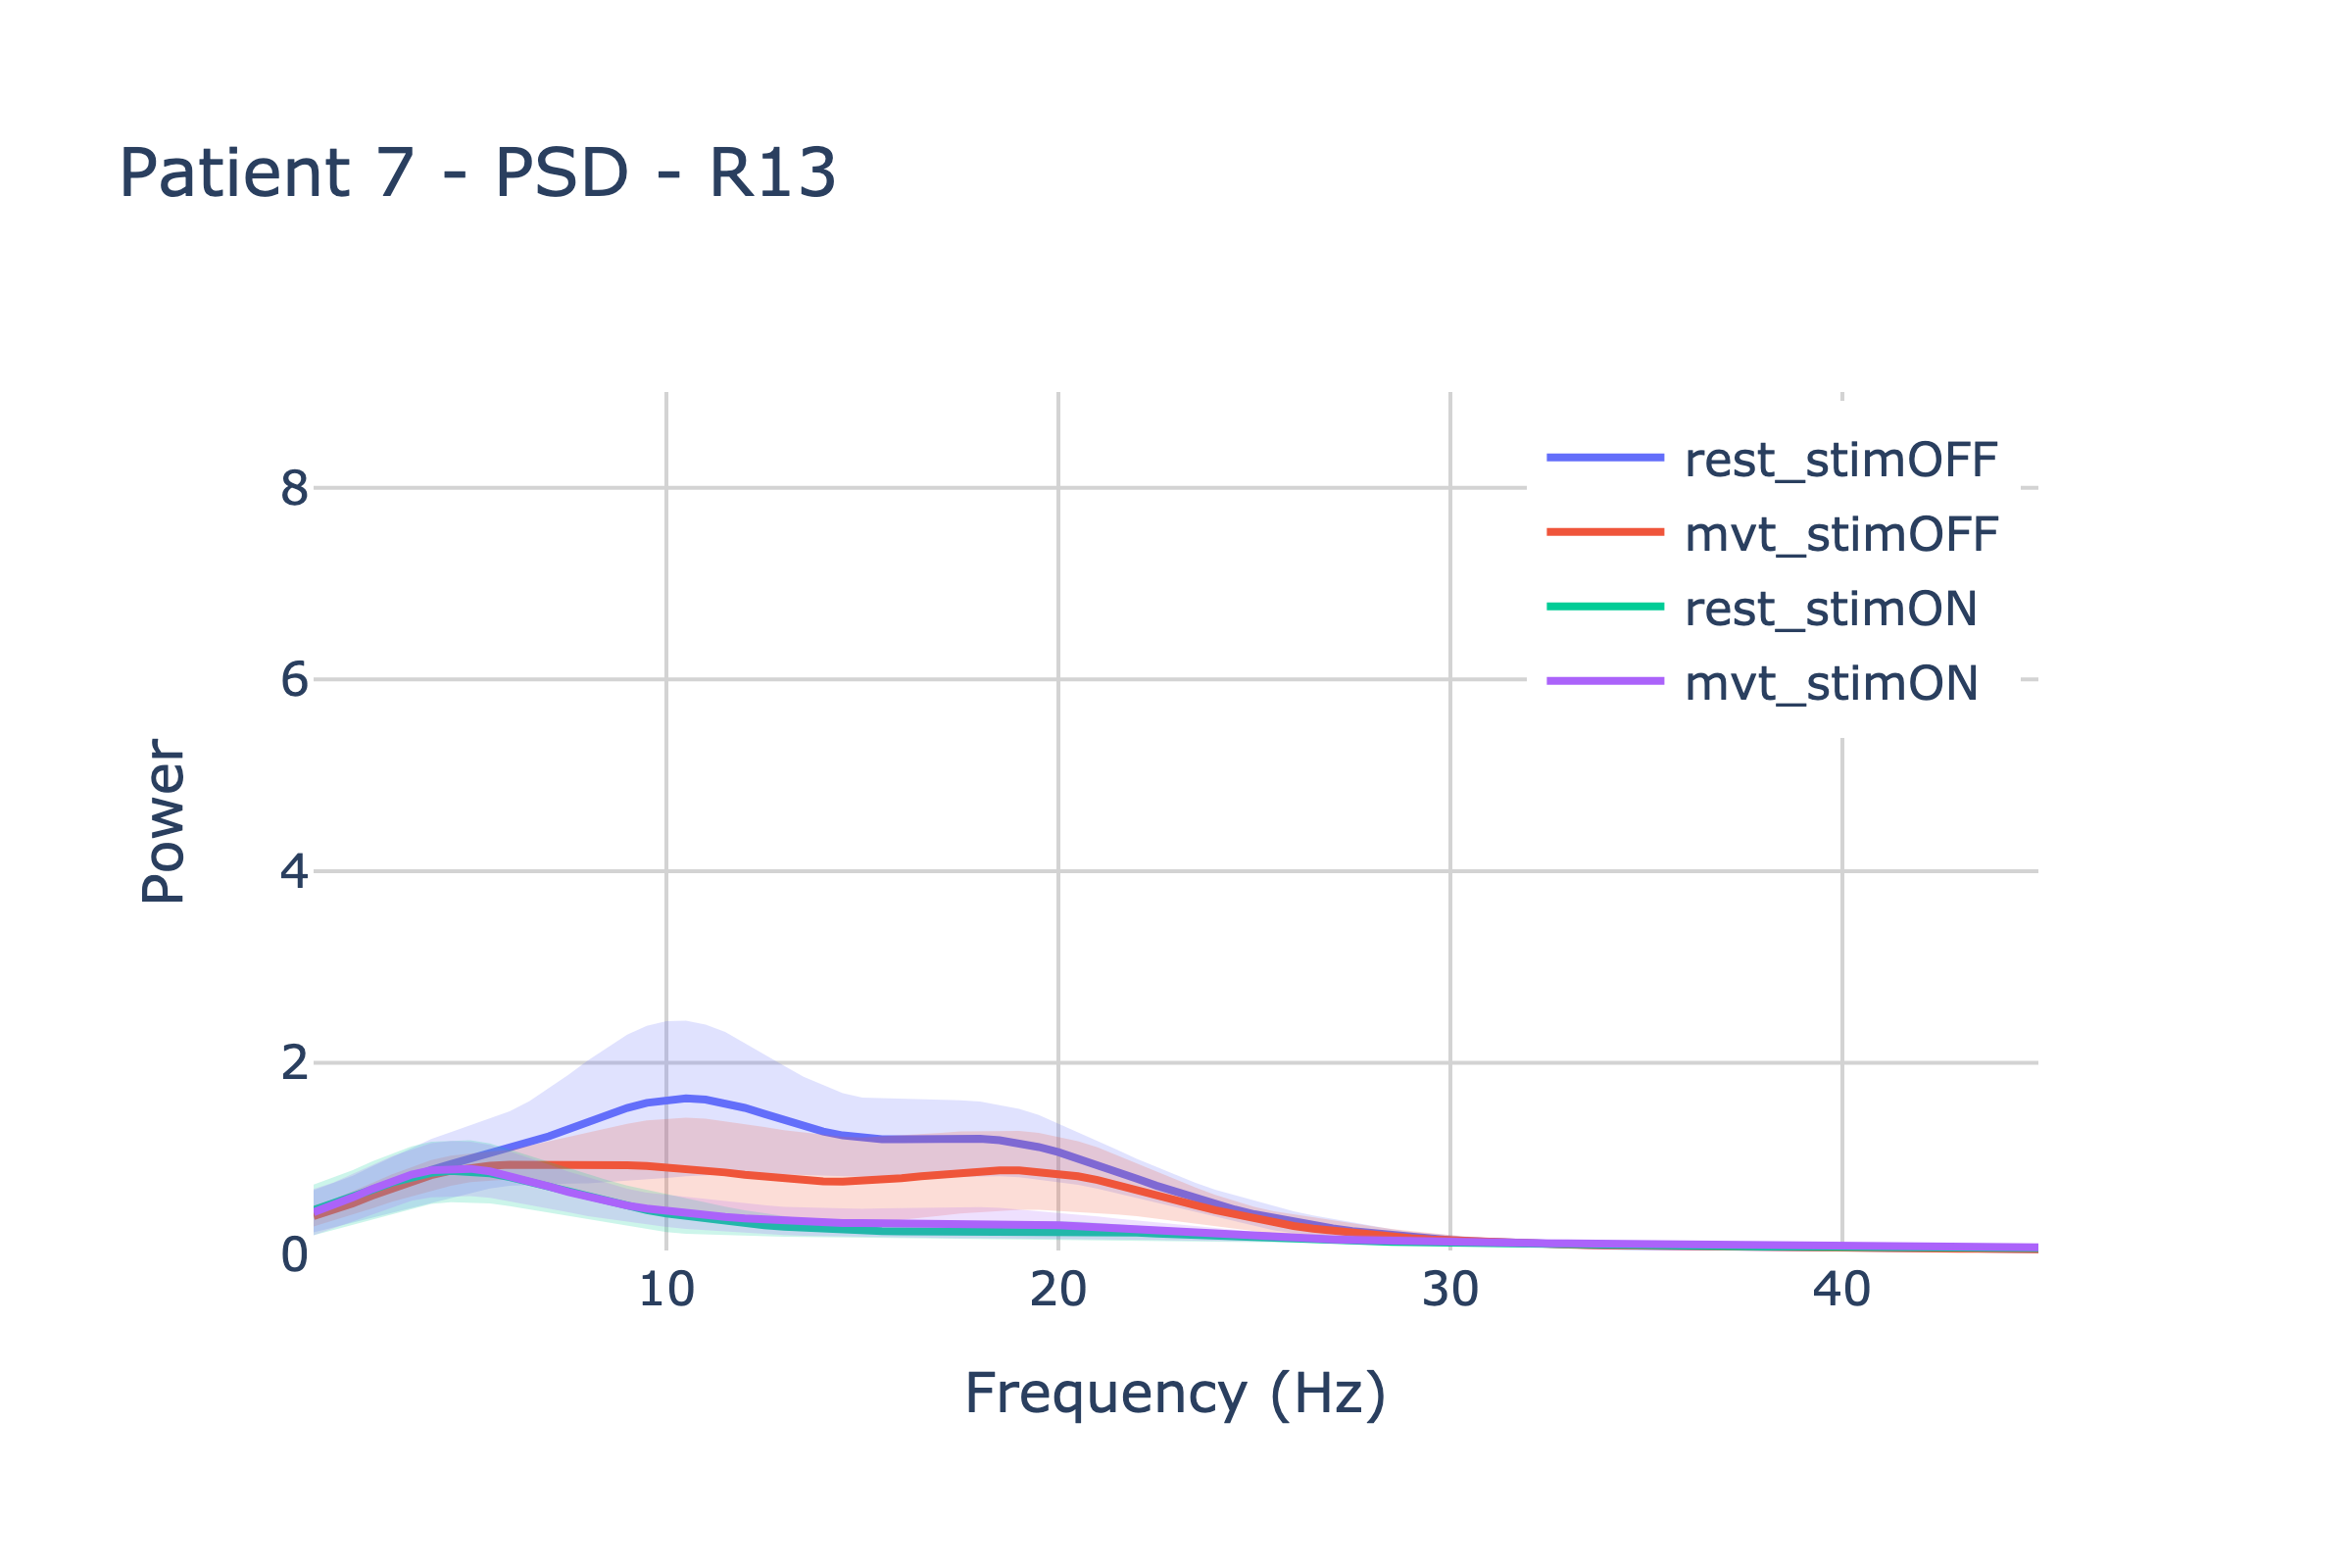 Patient 7 - PSD - R13
rest_stimOFF
mvt_stimOFF
rest_stimON
mvt_stimON
8
6
4
2
0
Power
10 20 30 40
Frequency (Hz)